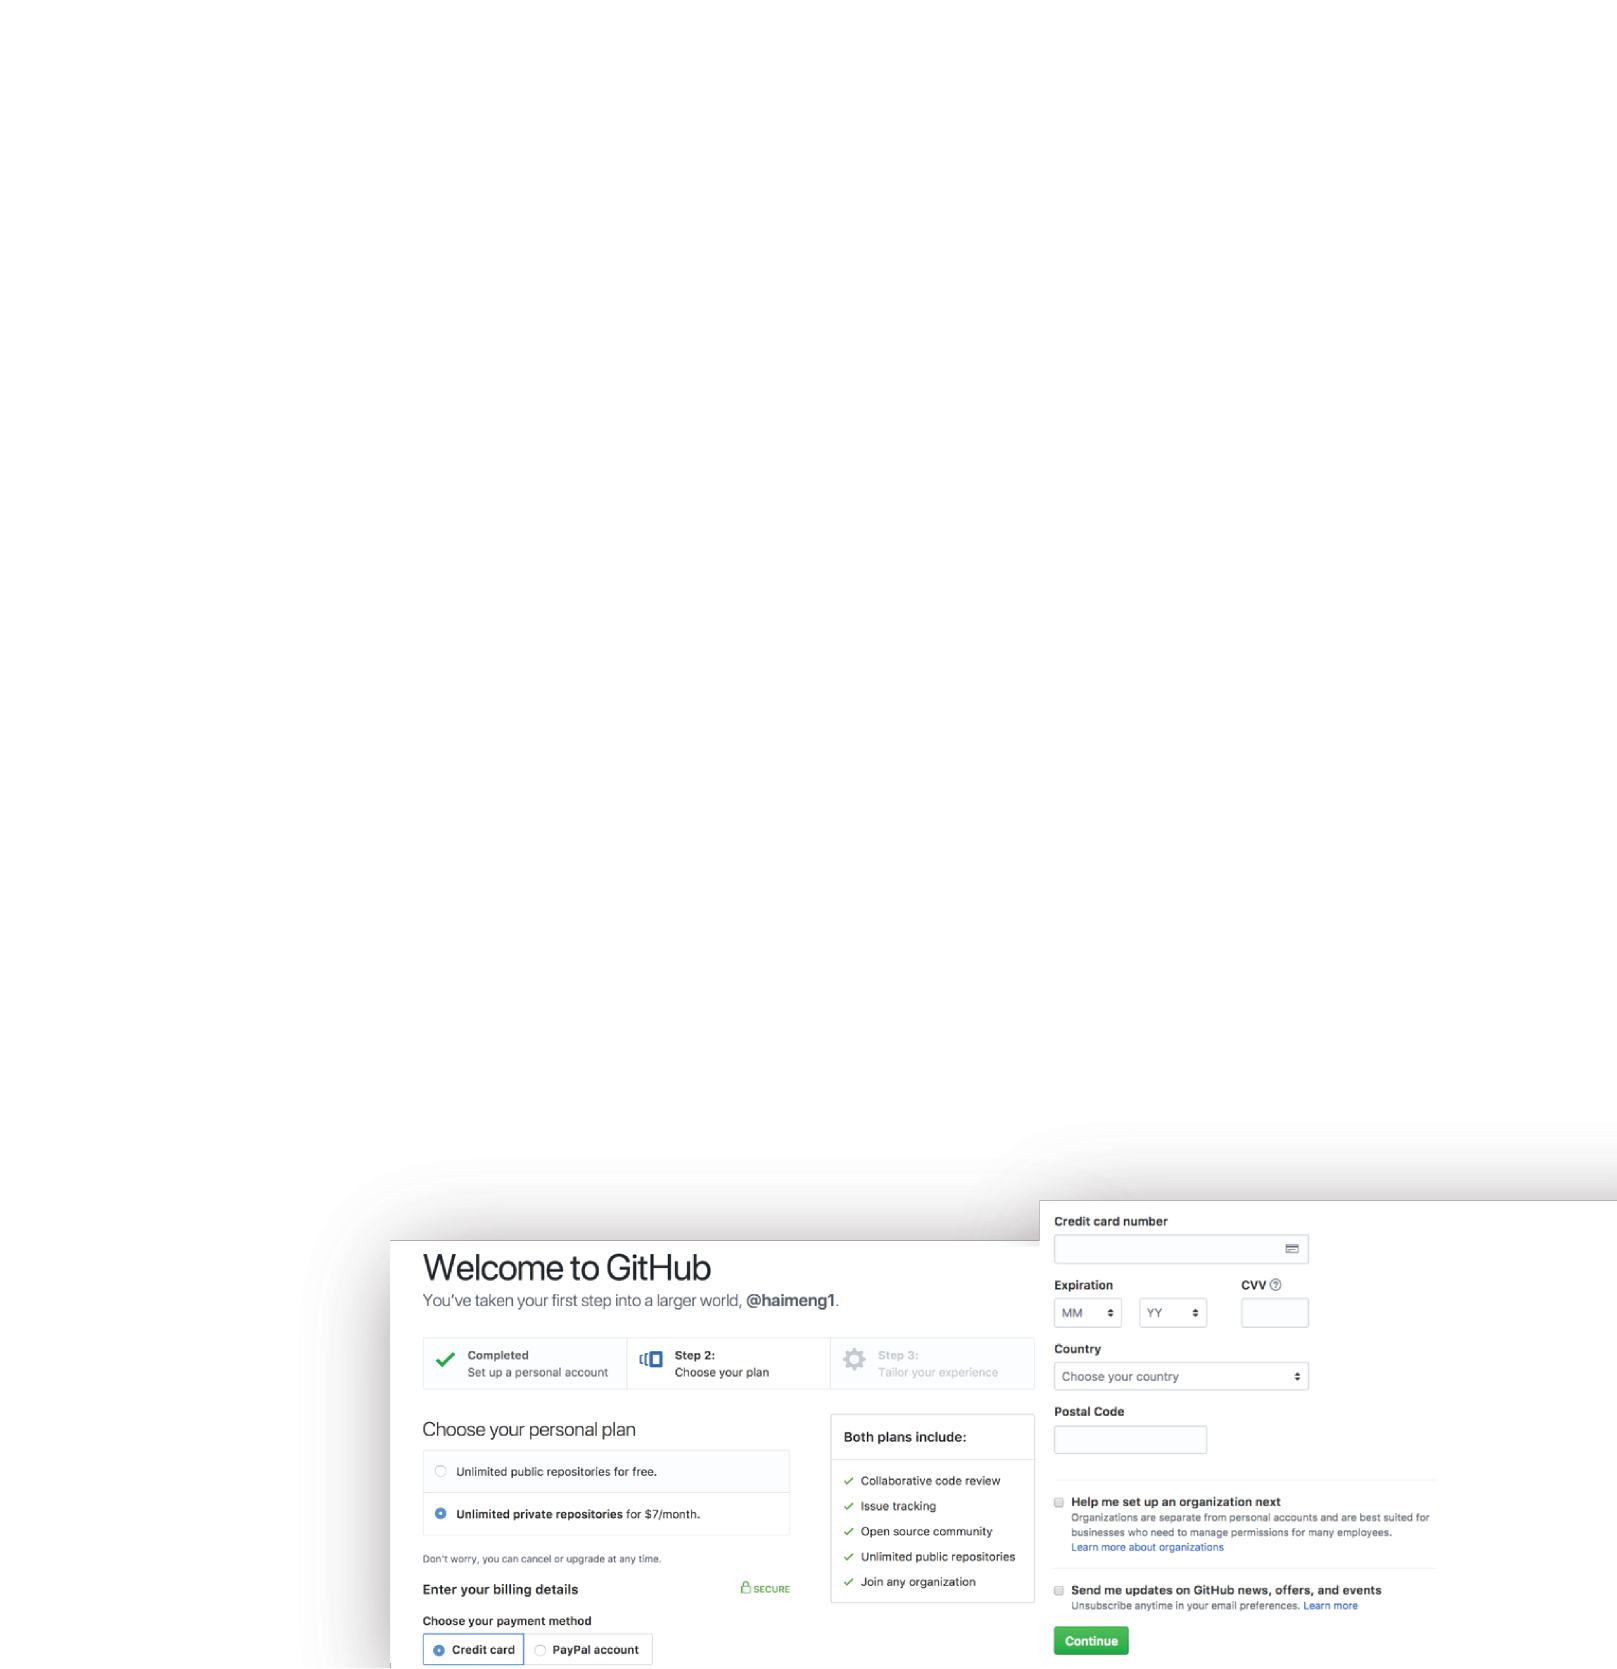 Welcome to GitHub
You've taken your first step into a larger world, @haimeng1.
Completed
Set up a personal account
Step 2:
Choose your plan
Step 3:
Tailor your experience
Choose your personal plan
Unlimited public repositories for free.
Unlimited private repositories for $7/month.
Don't worry, you can cancel or upgrade at any time.
Enter your billing details
SECURE
Choose your payment method
Credit card
PayPal account
Both plans include:
Collaborative code review
Issue tracking
Open source community
Unlimited public repositories
Join any organization
Credit card number
Expiration
CVV
MM
YY
Country
Choose your country
Postal Code
Help me set up an organization next
Organizations are separate from personal accounts and are best suited for
businesses who need to manage permissions for many employees.
Learn more about organizations
Send me updates on GitHub news, offers, and events
Unsubscribe anytime in your email preferences. Learn more
Continue